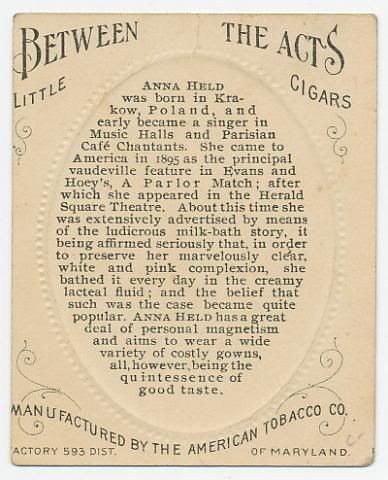 BETWEEN THE ACTS
LITTLE CIGARS
ANNA HELD
was born in Kra-
kow, Poland, and
early became a singer in
Music Halls and Parisian
Café Chantants. She came to
America in 1895 as the principal
vaudeville feature in Evans and
Hoey's, A Parlor Match; after
which she appeared in the Herald
Square Theatre. About this time she
was extensively advertised by means
of the ludicrous milk-bath story, it
being affirmed seriously that, in order
to preserve her marvelously clear,
white and pink complexion, she
bathed it every day in the creamy
lacteal fluid; and the belief that
such was the case became quite
popular. ANNA HELD has a great
deal of personal magnetism
and aims to wear a wide
variety of costly gowns,
all, however, being the
quintessence of
good taste.
MANUFACTURED BY THE AMERICAN TOBACCO CO.
ACTORY 593 DIST. OF MARYLAND.